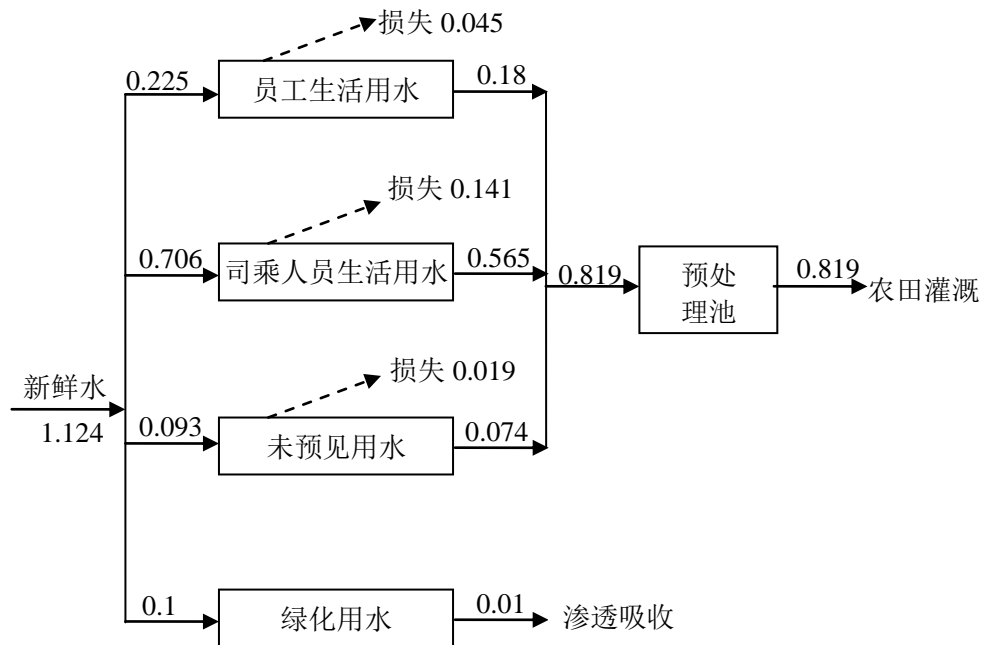 损失 0.045
0.225
员工生活用水
0.18
损失 0.141
0.706
司乘人员生活用水
0.565
0.819
预处
理池
0.819
农田灌溉
损失 0.019
新鲜水
1.124
0.093
未预见用水
0.074
0.1
绿化用水
0.01
渗透吸收